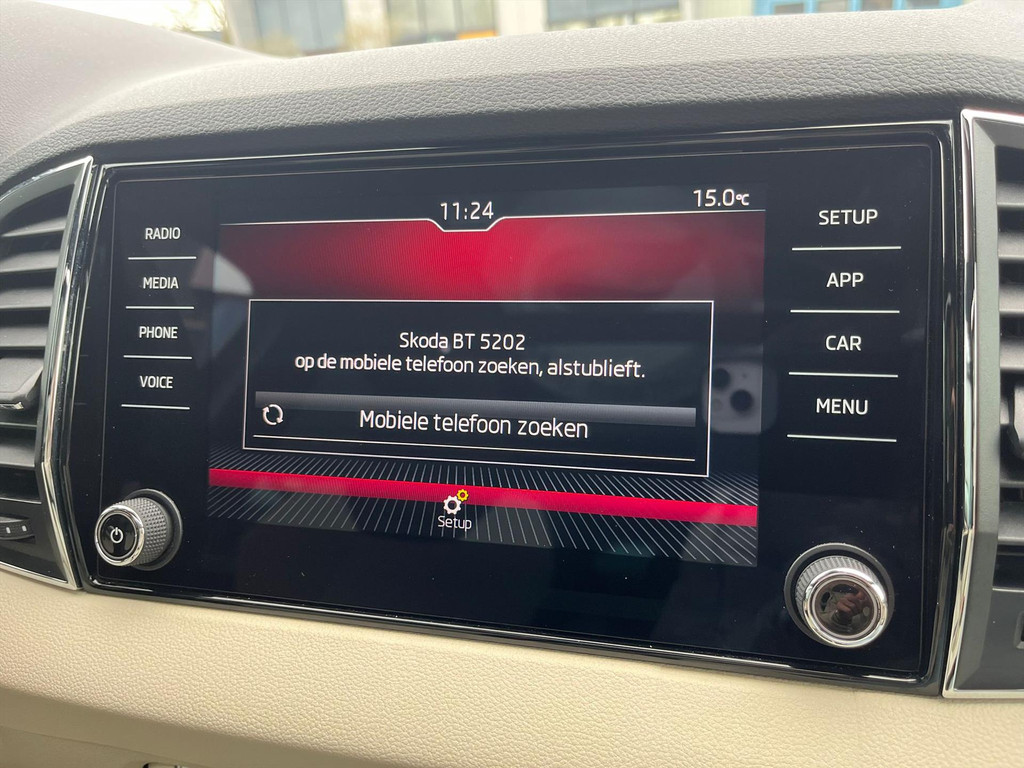 11:24
15.0°C
RADIO
MEDIA
PHONE
VOICE
Skoda BT 5202
op de mobiele telefoon zoeken, alstublieft.
Mobiele telefoon zoeken
Setup
SETUP
APP
CAR
MENU